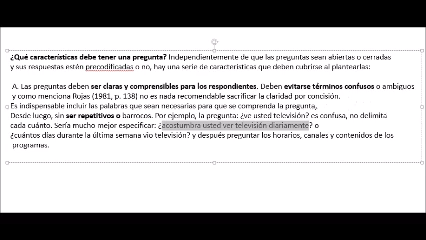 ¿Qué características debe tener una pregunta? Independientemente de que las preguntas sean abiertas o cerradas
y sus respuestas estén precodificadas o no, hay una serie de características que deben cubrirse al plantearlas:
A. Las preguntas deben ser claras y comprensibles para los respondientes. Deben evitarse términos confusos o ambiguos
y como menciona Rojas (1981, p. 138) no es nada recomendable sacrificar la claridad por concisión.
Es indispensable incluir las palabras que sean necesarias para que se comprenda la pregunta,
Desde luego, sin ser repetitivos o barrocos. Por ejemplo, la pregunta: ¿ve usted televisión? es confusa, no delimita
cada cuánto. Sería mucho mejor especificar: ¿acostumbra usted ver televisión diariamente? o
¿cuántos días durante la última semana vio televisión? y después preguntar los horarios, canales y contenidos de los
programas.